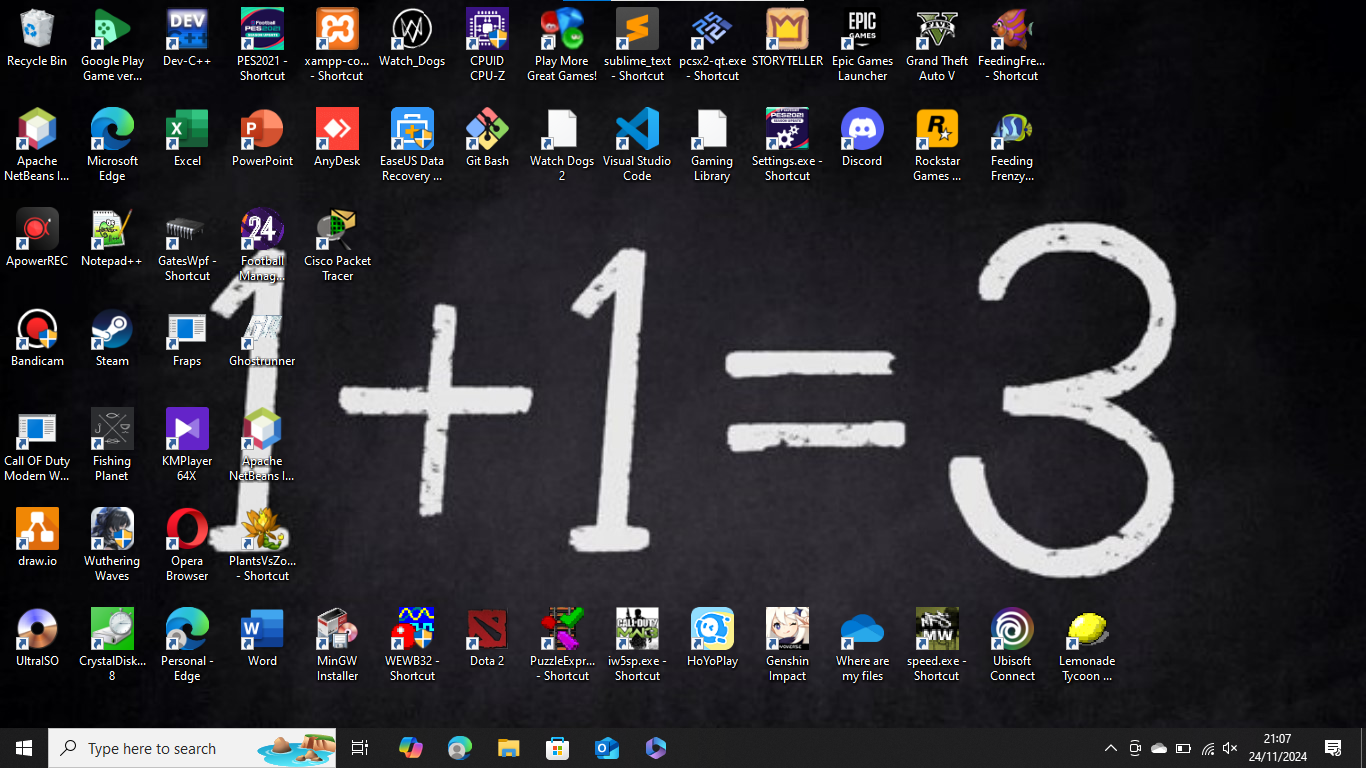 Recycle Bin
Google Play
Game ver...
Dev-C++
PES2021 -
Shortcut
xampp-co...
- Shortcut
Watch_Dogs
CPUID
CPU-Z
Play More
Great Games!
sublime_text
- Shortcut
pcsx2-qt.exe
- Shortcut
STORYTELLER
Epic Games
Launcher
Grand Theft
Auto V
FeedingFre...
- Shortcut
Apache
NetBeans I...
Microsoft
Edge
Excel
PowerPoint
AnyDesk
EaseUS Data
Recovery ...
Git Bash
Watch Dogs
2
Visual Studio
Code
Gaming
Library
Settings.exe -
Shortcut
Discord
Rockstar
Games ...
Feeding
Frenzy...
ApowerREC
Notepad++
GatesWpf -
Shortcut
Football
Manag...
Cisco Packet
Tracer
Bandicam
Steam
Fraps
Ghostrunner
1+1=3
Call OF Duty
Modern W...
Fishing
Planet
KMPlayer
64X
Apache
NetBeans I...
draw.io
Wuthering
Waves
Opera
Browser
PlantsVsZo...
- Shortcut
UltraISO
CrystalDisk...
8
Personal -
Edge
Word
MinGW
Installer
WEWB32 -
Shortcut
Dota 2
PuzzleExpr...
- Shortcut
iw5sp.exe -
Shortcut
HoYoPlay
Genshin
Impact
Where are
my files
speed.exe -
Shortcut
Ubisoft
Connect
Lemonade
Tycoon ...
Type here to search
21:07
24/11/2024